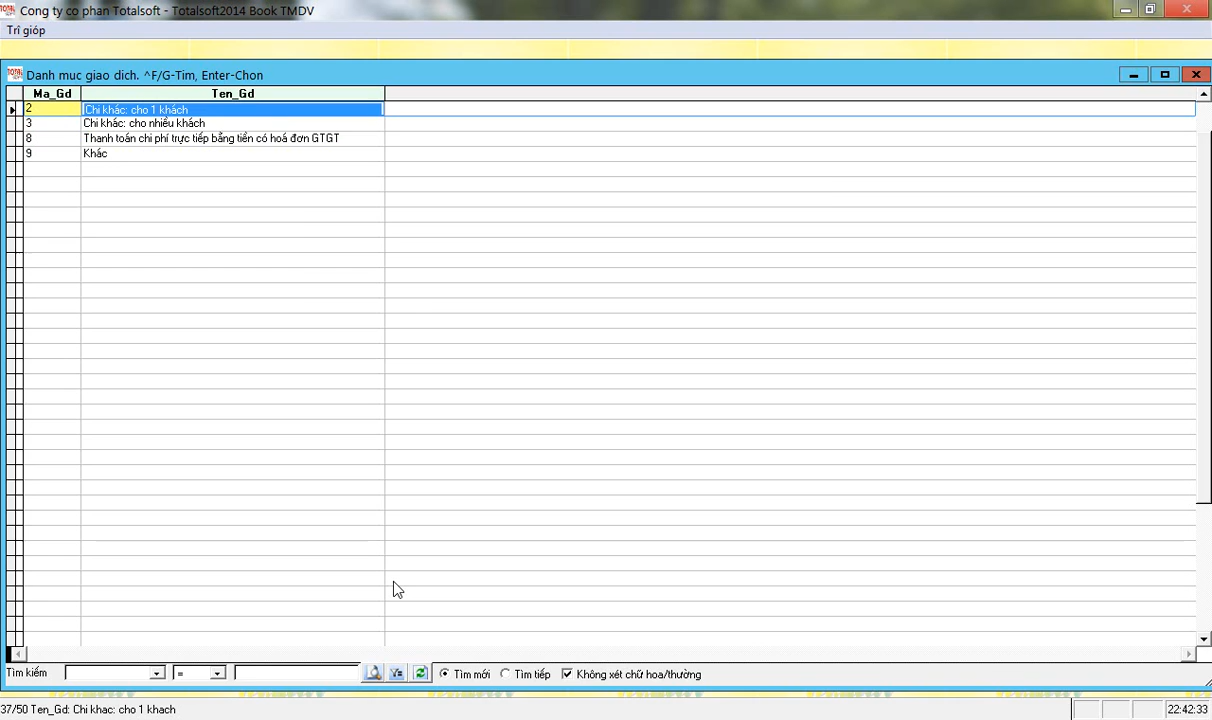 Cong ty co phan Totalsoft - Totalsoft2014 Book TMDV
Trî gióp
Danh muc giao dich. ^F/G-Tim, Enter-Chon
Ma_Gd Ten_Gd
2 Chi khác: cho 1 khách
3 Chi khác: cho nhiều khách
8 Thanh toán chi phí trực tiếp bằng tiền có hoá đơn GTGT
9 Khác
Tìm kiếm = Tìm mới Tìm tiếp Không xét chữ hoa/thường
37/50 Ten_Gd: Chi khac: cho 1 khach 22:42:33